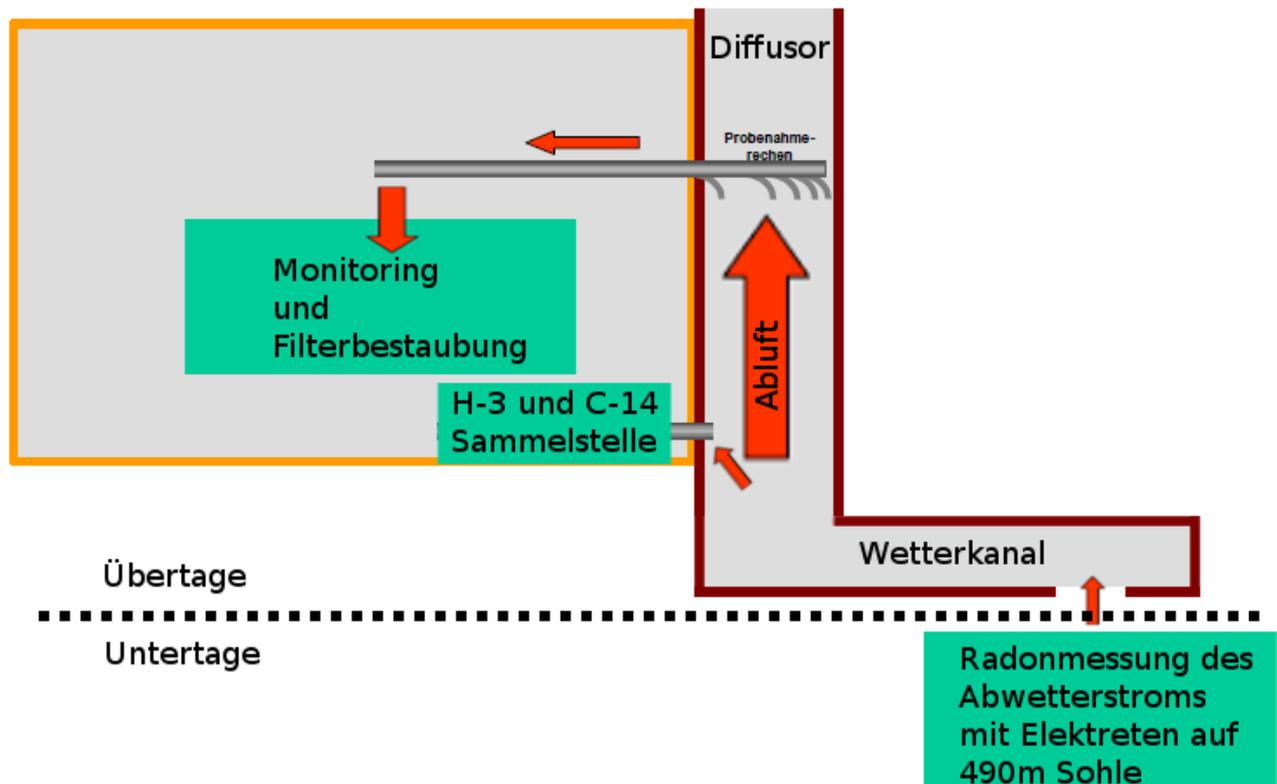 Diffusor
Probenahme-
rechen
Monitoring
und
Filterbestaubung
Abluft
H-3 und C-14
Sammelstelle
Wetterkanal
Übertage
Untertage
Radonmessung des
Abwetterstroms
mit Elektreten auf
490m Sohle